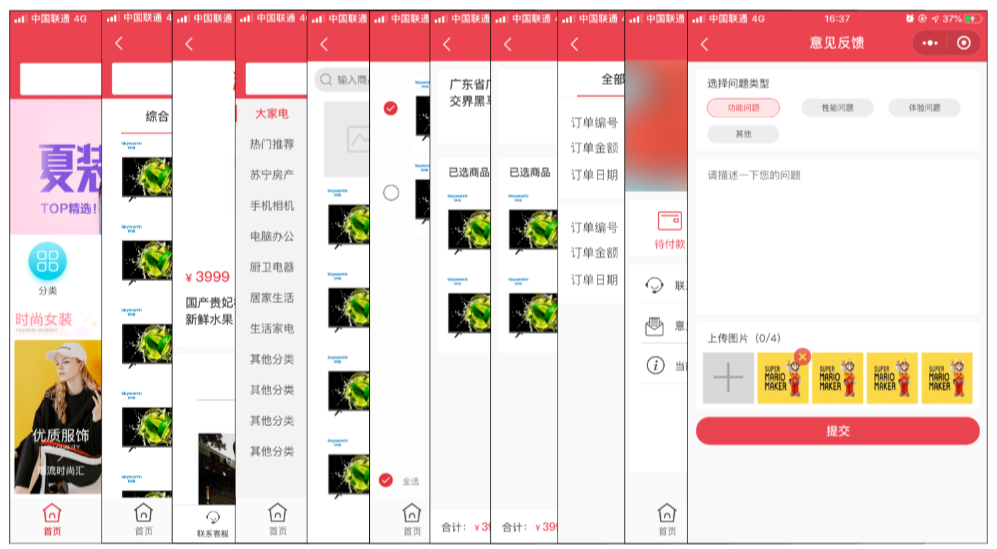 中国联通 4G
夏装
TOP精选!
分类
时尚女装
FASHION WOMEN
优质服饰
潮流时尚汇
首页
中国联通 4
综合
Skyworth
Skyworth
Skyworth
Skyworth
Skyworth
首页
中国联通
¥ 3999
国产贵妃
新鲜水果
联系客服
中国联通 4
大家电
热门推荐
苏宁房产
手机相机
电脑办公
厨卫电器
居家生活
生活家电
其他分类
其他分类
其他分类
其他分类
首页
中国联通
输入商
Skyworth
Skyworth
Skyworth
Skyworth
中国联通
全选
首页
中国联通
广东省广
交界黑马
已选商品
Skyworth
Skyworth
合计: ¥ 39
中国联通
已选商品
Skyworth
Skyworth
合计: ¥ 39
中国联通
全部
订单编号
订单金额
订单日期
订单编号
订单金额
订单日期
中国联通
待付款
联
意
当
首页
中国联通 4G
16:37
37%
意见反馈
选择问题类型
功能问题
性能问题
体验问题
其他
请描述一下您的问题
上传图片 (0/4)
SUPER MARIO MAKER
SUPER MARIO MAKER
SUPER MARIO MAKER
SUPER MARIO MAKER
提交